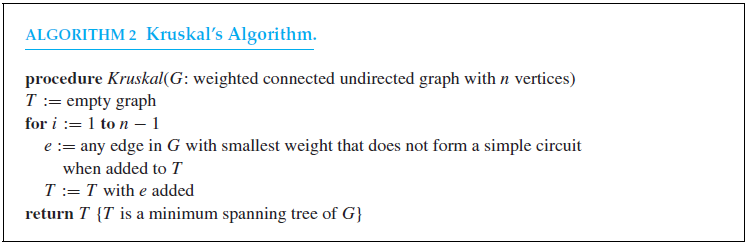 ALGORITHM 2 Kruskal's Algorithm.
procedure Kruskal(G: weighted connected undirected graph with n vertices)
T := empty graph
for i := 1 to n − 1
e := any edge in G with smallest weight that does not form a simple circuit
when added to T
T := T with e added
return T {T is a minimum spanning tree of G}